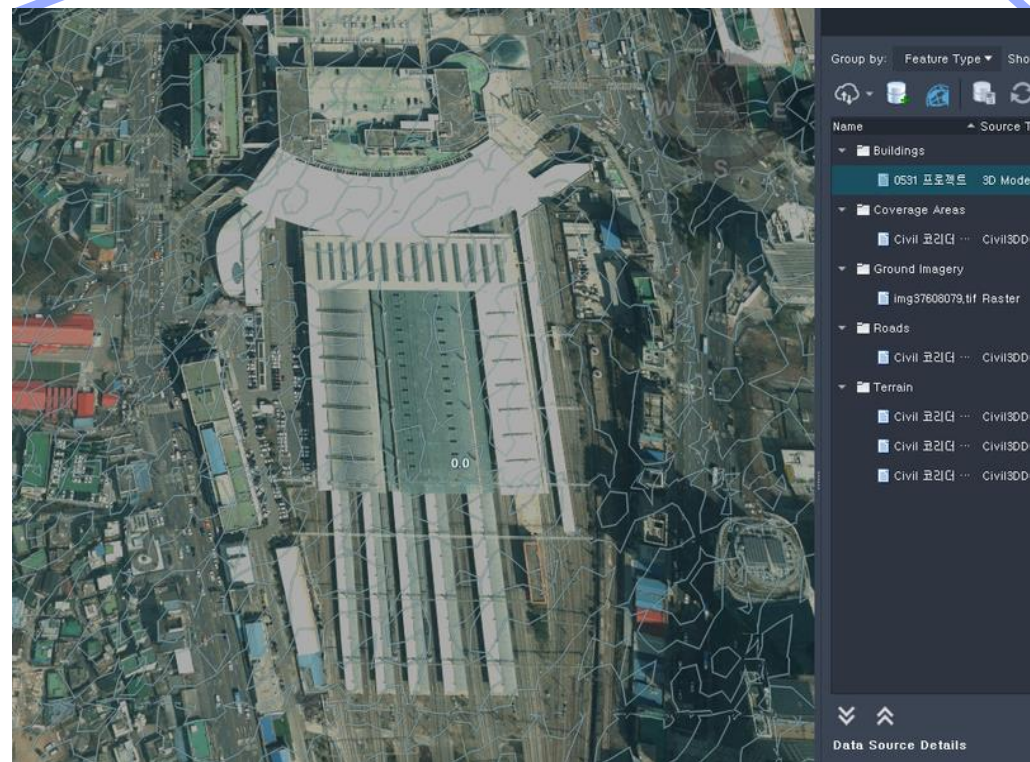 W
E
S
0.0
Group by: Feature Type Sho
Name Source T
Buildings
0531 프로젝트 3D Mode
Coverage Areas
Civil 코리더 ... Civil3DD
Ground Imagery
img37608079.tif Raster
Roads
Civil 코리더 ... Civil3DD
Terrain
Civil 코리더 ... Civil3DD
Civil 코리더 ... Civil3DD
Civil 코리더 ... Civil3DD
Data Source Details